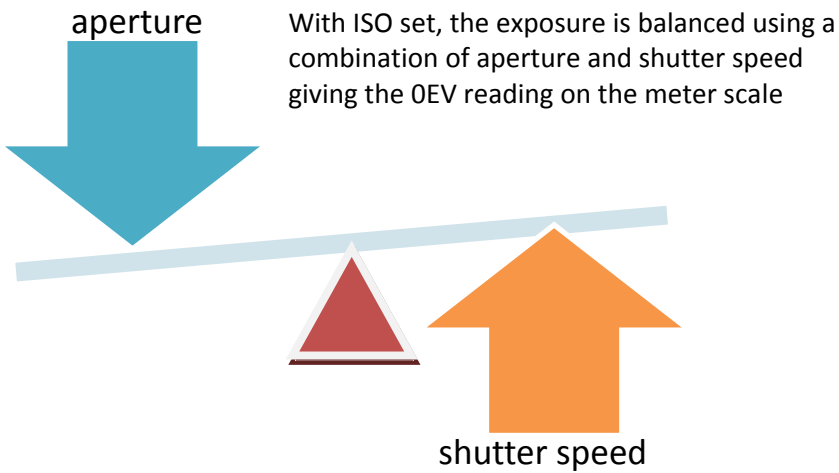 aperture
With ISO set, the exposure is balanced using a
combination of aperture and shutter speed
giving the 0EV reading on the meter scale
shutter speed